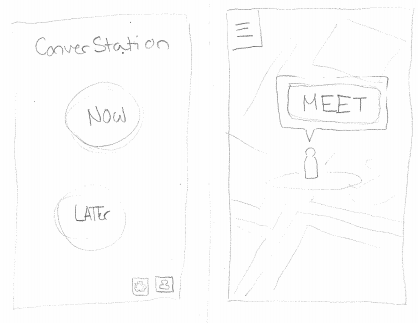 ConverStation
NOW
LATEr
MEET